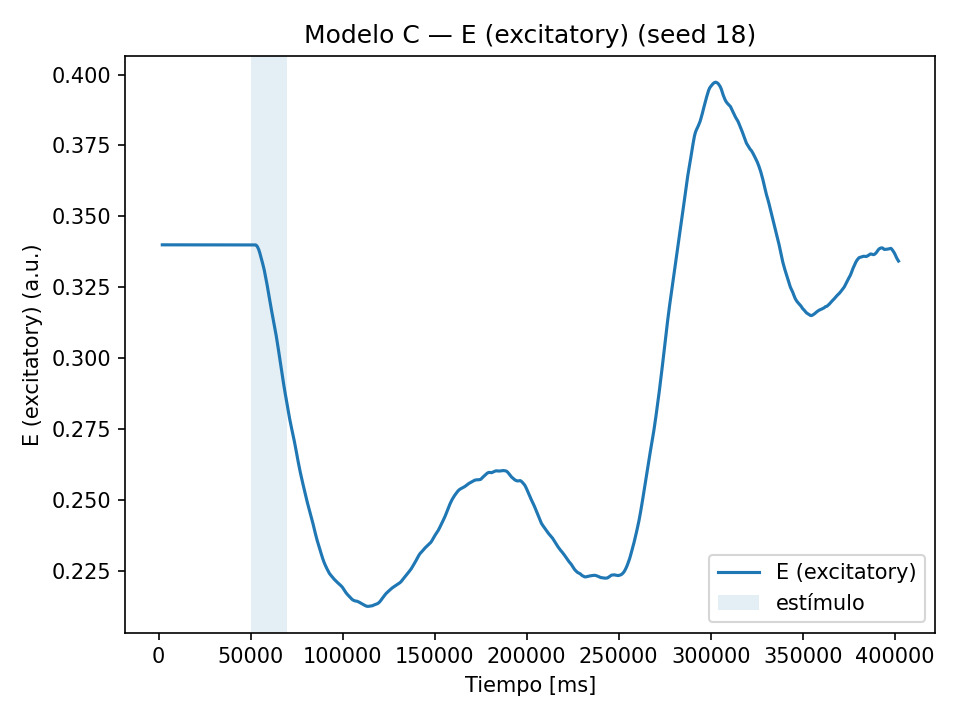 Modelo C — E (excitatory) (seed 18)
E (excitatory) (a.u.)
0.400
0.375
0.350
0.325
0.300
0.275
0.250
0.225
0 50000 100000 150000 200000 250000 300000 350000 400000
Tiempo [ms]
E (excitatory)
estímulo